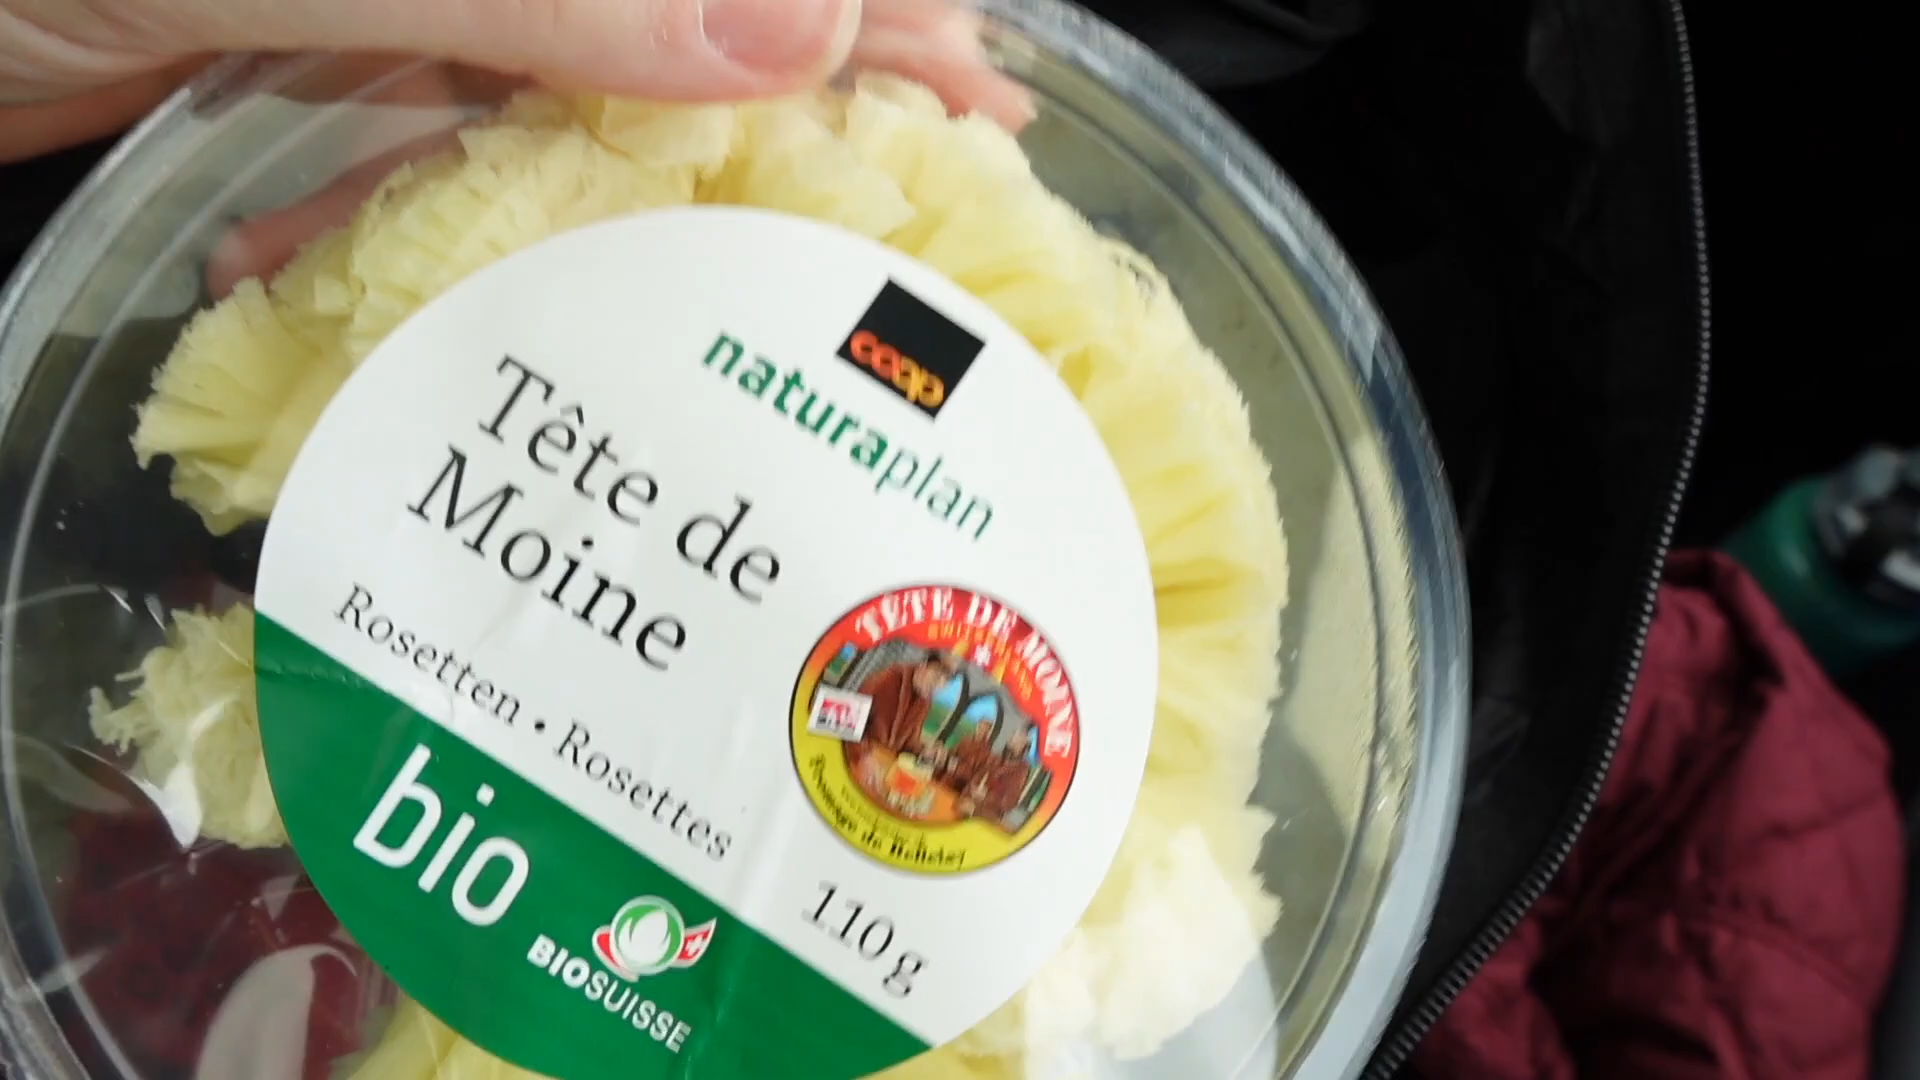 coop
naturaplan
Tête de
Moine
Rosetten • Rosettes
TÊTE DE MOINE
110 g
bio
BIOSUISSE